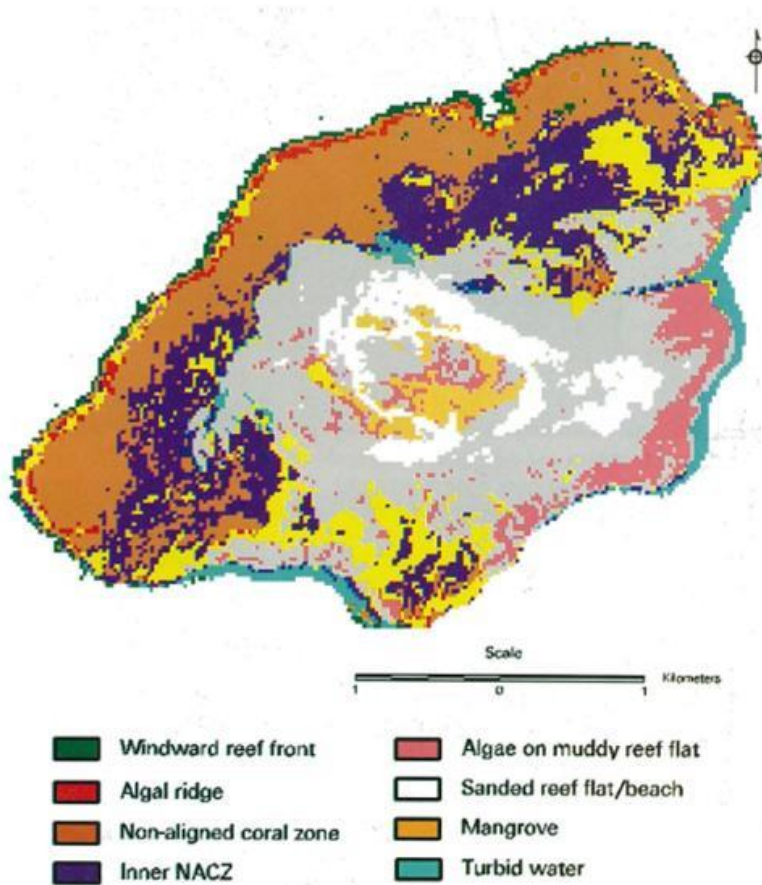 Scale
1 0 1 Kilometers
Windward reef front
Algal ridge
Non-aligned coral zone
Inner NACZ
Algae on muddy reef flat
Sanded reef flat/beach
Mangrove
Turbid water